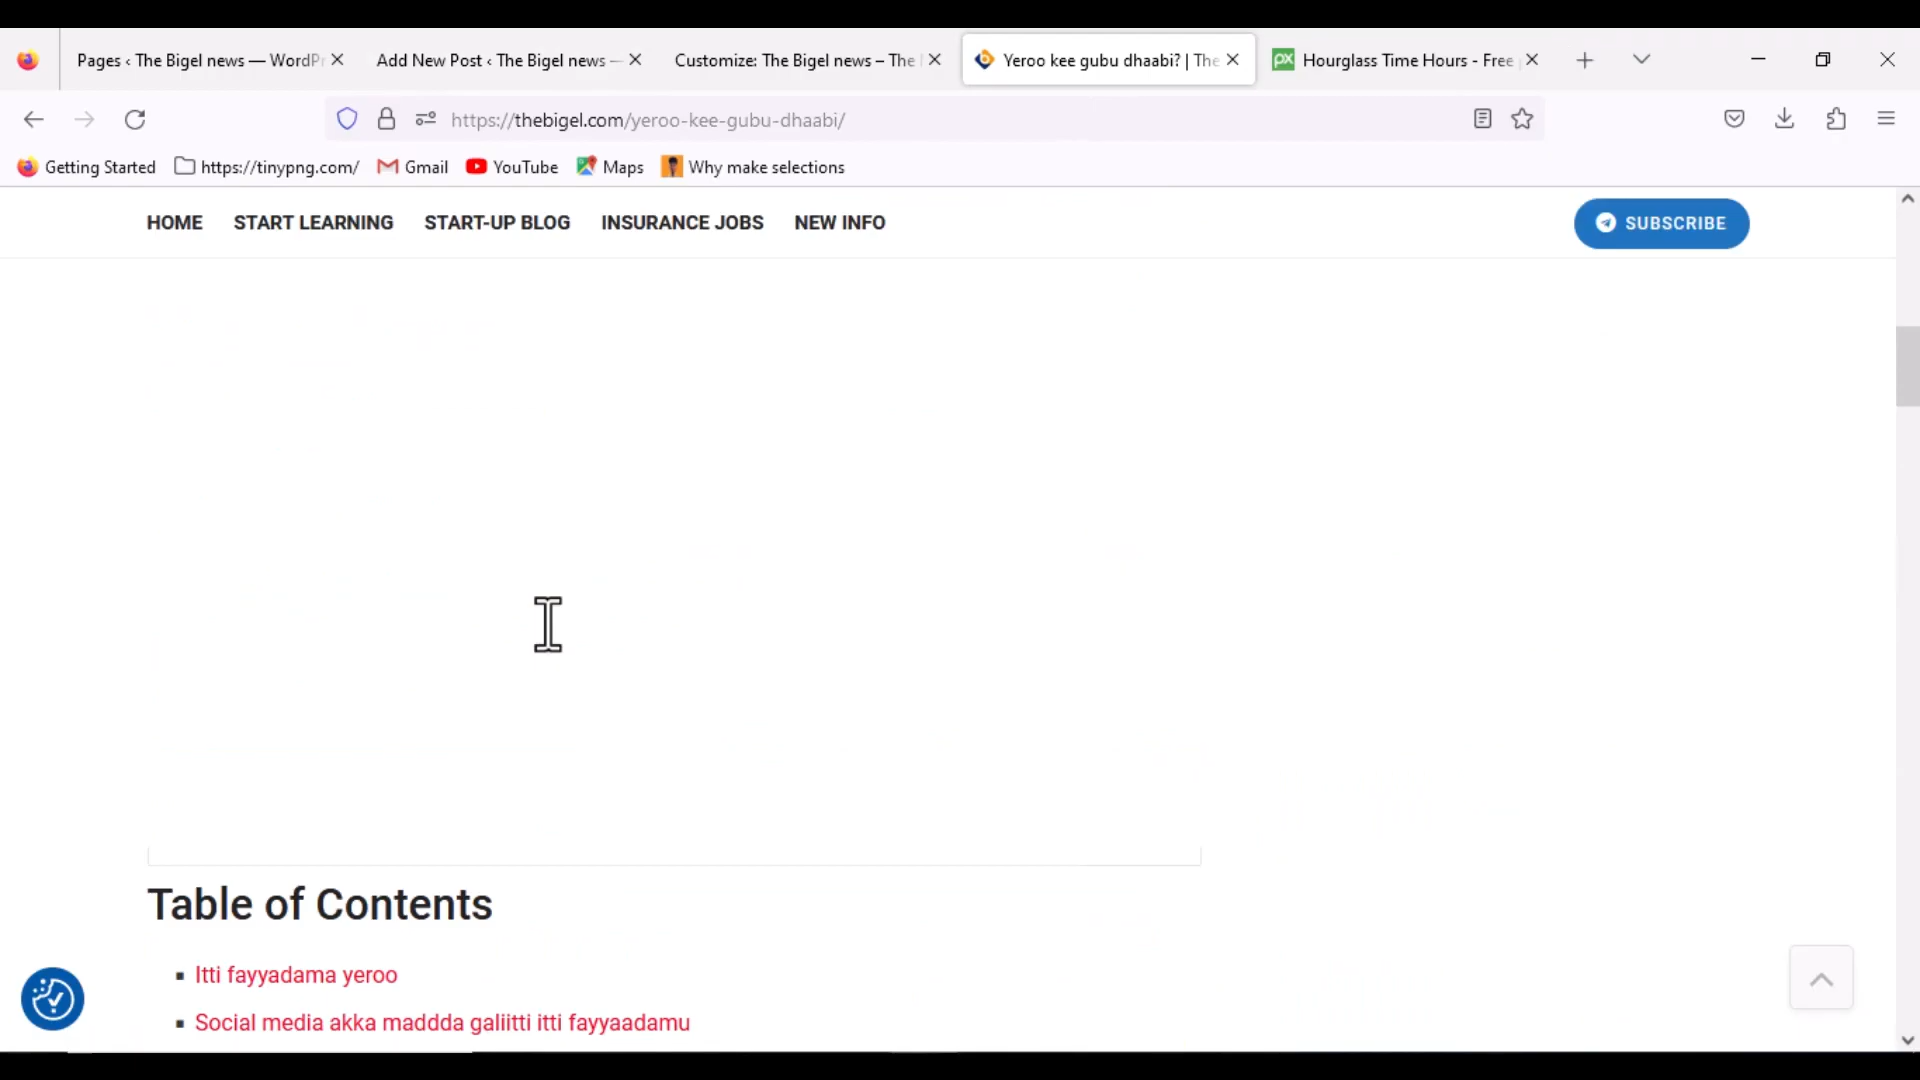 Pages ‹ The Bigel news — WordPr
Add New Post ‹ The Bigel news —
Customize: The Bigel news – The
Yeroo kee gubu dhaabi? | The
Hourglass Time Hours - Free
https://thebigel.com/yeroo-kee-gubu-dhaabi/
Getting Started
https://tinypng.com/
Gmail
YouTube
Maps
Why make selections
HOME
START LEARNING
START-UP BLOG
INSURANCE JOBS
NEW INFO
SUBSCRIBE
Table of Contents
Itti fayyadama yeroo
Social media akka maddda galiitti itti fayyaadamu